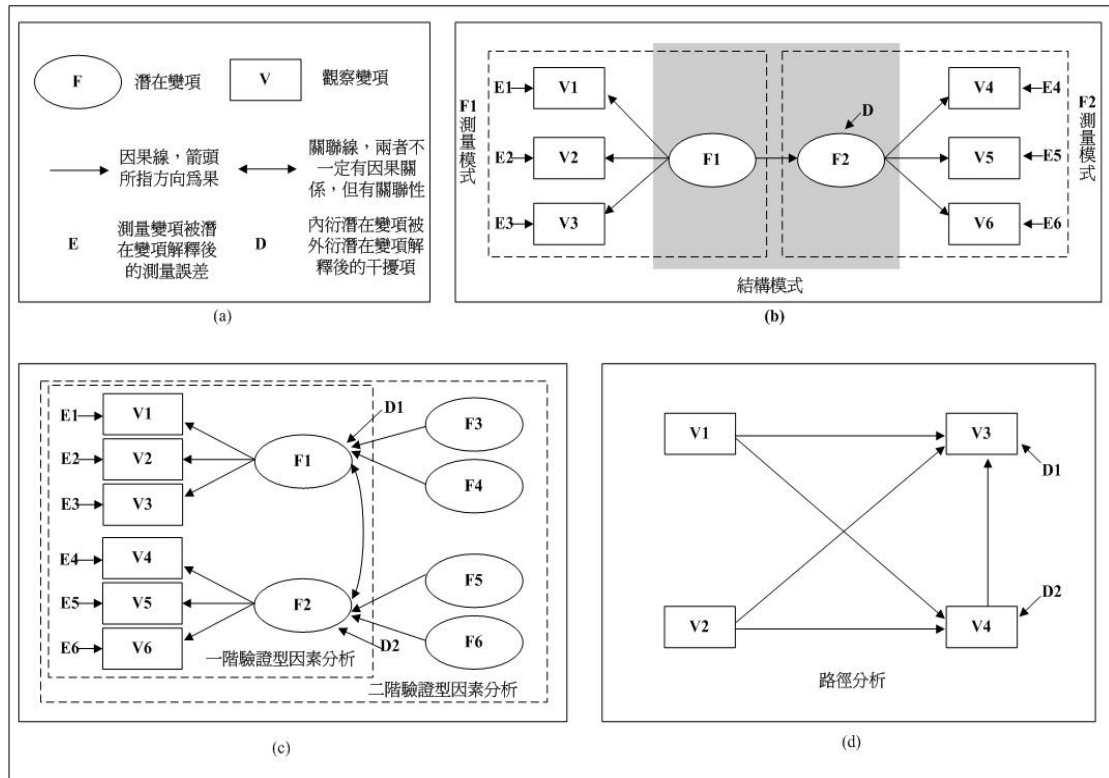 F
潛在變項
V
觀察變項
因果線，箭頭
所指方向為果
關聯線，兩者不
一定有因果關
係，但有關聯性
E
測量變項被潛
在變項解釋後
的測量誤差
D
內衍潛在變項被
外衍潛在變項解
釋後的干擾項
(a)
F1測量模式
E1
V1
E2
V2
E3
V3
F1
D
F2
V4
E4
V5
E5
V6
E6
F2測量模式
結構模式
(b)
E1
V1
E2
V2
E3
V3
E4
V4
E5
V5
E6
V6
F1
F2
D1
D2
F3
F4
F5
F6
一階驗證型因素分析
二階驗證型因素分析
(c)
V1
V2
V3
D1
V4
D2
路徑分析
(d)